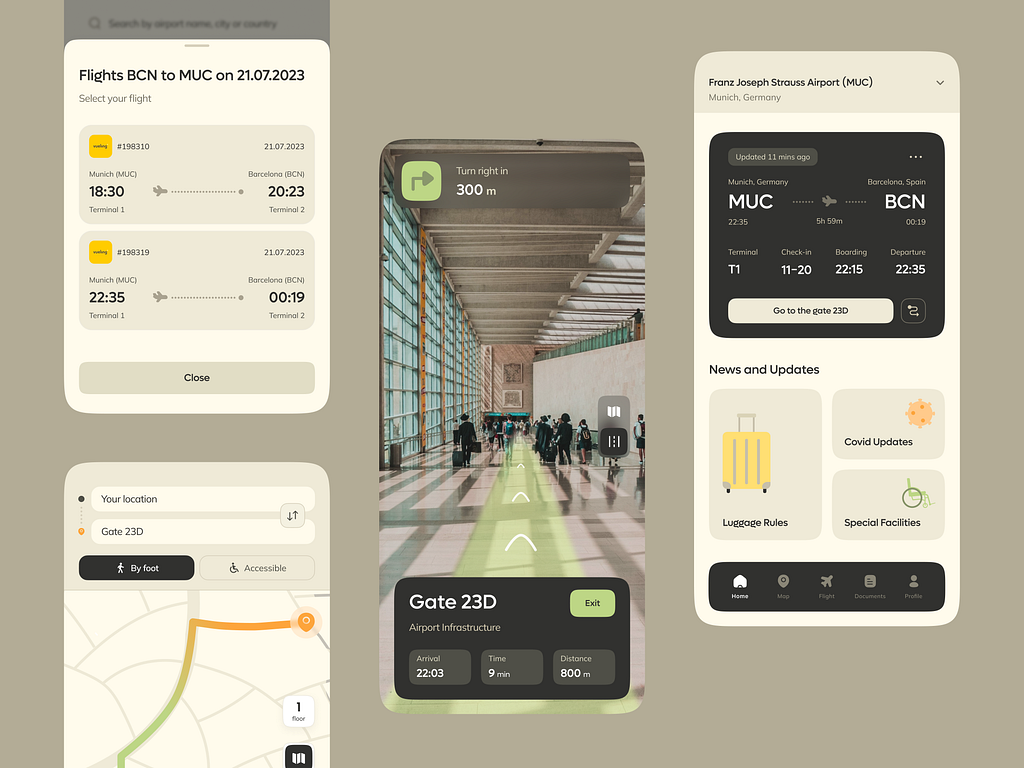 Search by airport name, city or country
Flights BCN to MUC on 21.07.2023
Select your flight
vueling
#198310
21.07.2023
Munich (MUC)
Barcelona (BCN)
18:30
20:23
Terminal 1
Terminal 2
vueling
#198319
21.07.2023
Munich (MUC)
Barcelona (BCN)
22:35
00:19
Terminal 1
Terminal 2
Close
Your location
Gate 23D
By foot
Accessible
1
floor
Turn right in
300 m
Gate 23D
Exit
Airport Infrastructure
Arrival
Time
Distance
22:03
9 min
800 m
Franz Joseph Strauss Airport (MUC)
Munich, Germany
Updated 11 mins ago
Munich, Germany
Barcelona, Spain
MUC
BCN
22:35
5h 59m
00:19
Terminal
Check-in
Boarding
Departure
T1
11–20
22:15
22:35
Go to the gate 23D
News and Updates
Luggage Rules
Covid Updates
Special Facilities
Home
Map
Flight
Documents
Profile